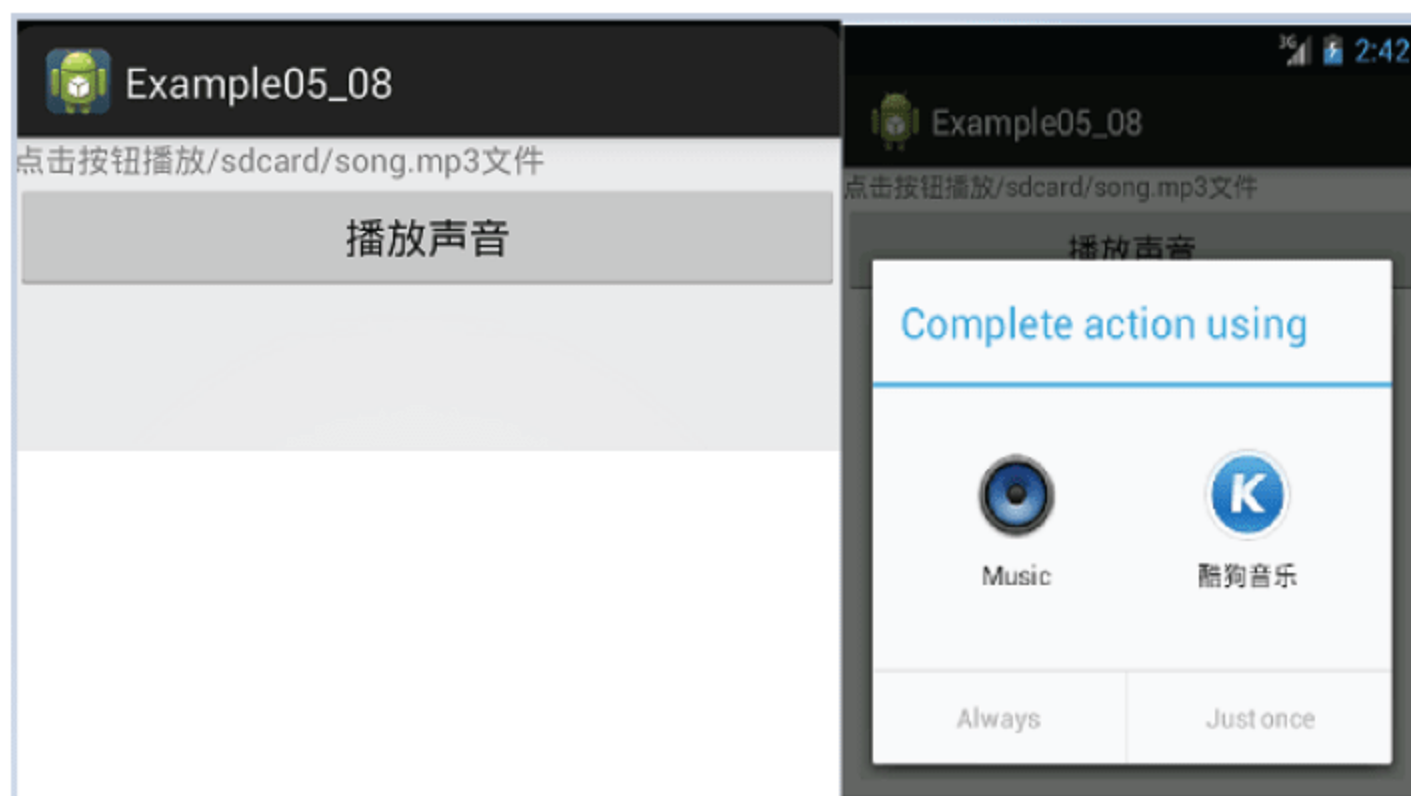 Example05_08
点击按钮播放/sdcard/song.mp3文件
播放声音
3G 2:42
Example05_08
点击按钮播放/sdcard/song.mp3文件
播放声音
Complete action using
Music
酷狗音乐
Always
Just once